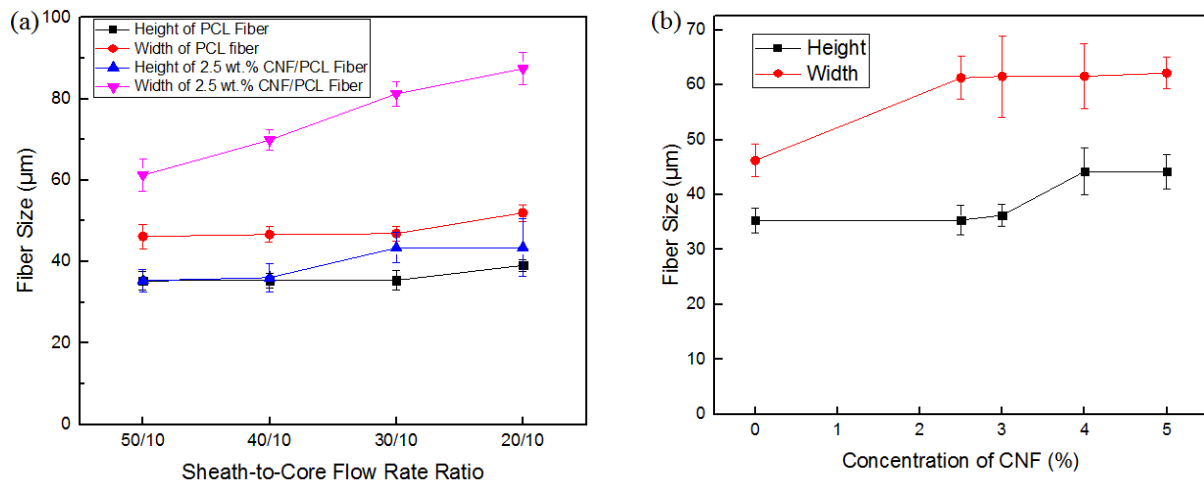 (a)
Height of PCL Fiber
Width of PCL fiber
Height of 2.5 wt.% CNF/PCL Fiber
Width of 2.5 wt.% CNF/PCL Fiber
100
80
60
40
20
0
Fiber Size (µm)
50/10 40/10 30/10 20/10
Sheath-to-Core Flow Rate Ratio
(b)
Height
Width
70
60
50
40
30
20
10
0
Fiber Size (µm)
0 1 2 3 4 5
Concentration of CNF (%)